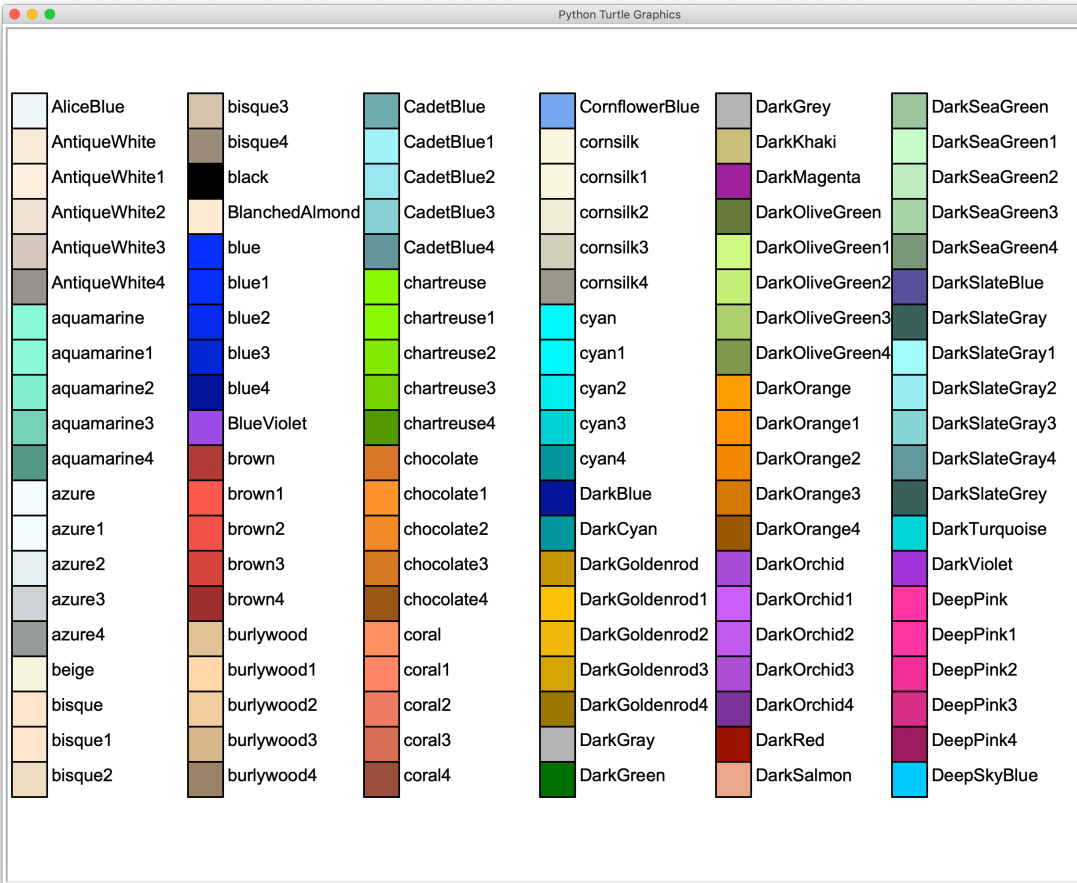 Python Turtle Graphics
AliceBlue
AntiqueWhite
AntiqueWhite1
AntiqueWhite2
AntiqueWhite3
AntiqueWhite4
aquamarine
aquamarine1
aquamarine2
aquamarine3
aquamarine4
azure
azure1
azure2
azure3
azure4
beige
bisque
bisque1
bisque2
bisque3
bisque4
black
BlanchedAlmond
blue
blue1
blue2
blue3
blue4
BlueViolet
brown
brown1
brown2
brown3
brown4
burlywood
burlywood1
burlywood2
burlywood3
burlywood4
CadetBlue
CadetBlue1
CadetBlue2
CadetBlue3
CadetBlue4
chartreuse
chartreuse1
chartreuse2
chartreuse3
chartreuse4
chocolate
chocolate1
chocolate2
chocolate3
chocolate4
coral
coral1
coral2
coral3
coral4
CornflowerBlue
cornsilk
cornsilk1
cornsilk2
cornsilk3
cornsilk4
cyan
cyan1
cyan2
cyan3
cyan4
DarkBlue
DarkCyan
DarkGoldenrod
DarkGoldenrod1
DarkGoldenrod2
DarkGoldenrod3
DarkGoldenrod4
DarkGray
DarkGreen
DarkGrey
DarkKhaki
DarkMagenta
DarkOliveGreen
DarkOliveGreen1
DarkOliveGreen2
DarkOliveGreen3
DarkOliveGreen4
DarkOrange
DarkOrange1
DarkOrange2
DarkOrange3
DarkOrange4
DarkOrchid
DarkOrchid1
DarkOrchid2
DarkOrchid3
DarkOrchid4
DarkRed
DarkSalmon
DarkSeaGreen
DarkSeaGreen1
DarkSeaGreen2
DarkSeaGreen3
DarkSeaGreen4
DarkSlateBlue
DarkSlateGray
DarkSlateGray1
DarkSlateGray2
DarkSlateGray3
DarkSlateGray4
DarkSlateGrey
DarkTurquoise
DarkViolet
DeepPink
DeepPink1
DeepPink2
DeepPink3
DeepPink4
DeepSkyBlue